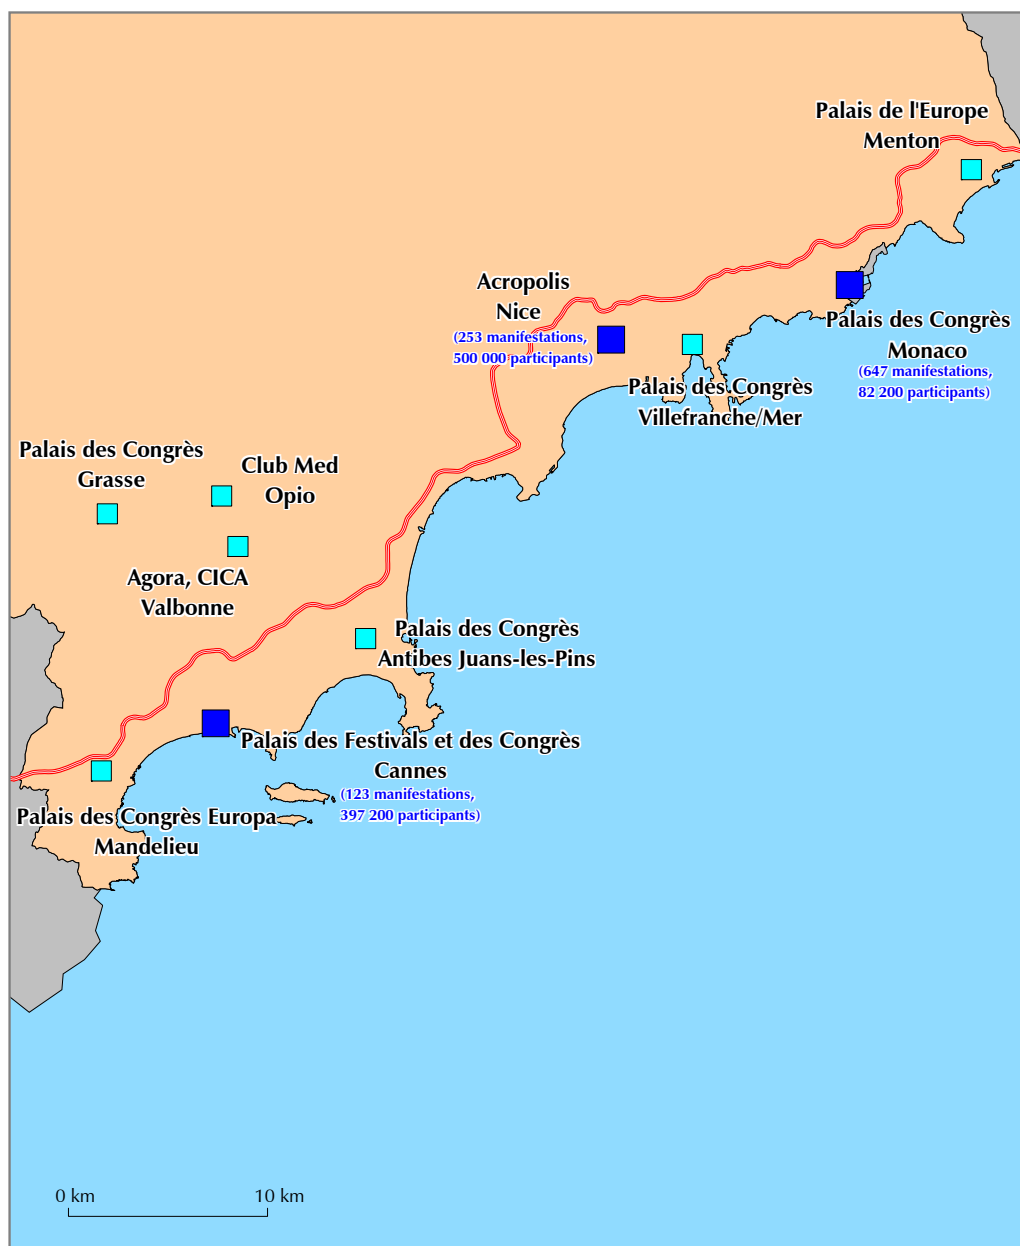 Palais de l'Europe
Menton
Acropolis
Nice
(253 manifestations,
500 000 participants)
Palais des Congrès
Monaco
(647 manifestations,
82 200 participants)
Palais des Congrès
Villefranche/Mer
Palais des Congrès
Grasse
Club Med
Opio
Agora, CICA
Valbonne
Palais des Congrès
Antibes Juans-les-Pins
Palais des Festivals et des Congrès
Cannes
(123 manifestations,
397 200 participants)
Palais des Congrès Europa
Mandelieu
0 km
10 km